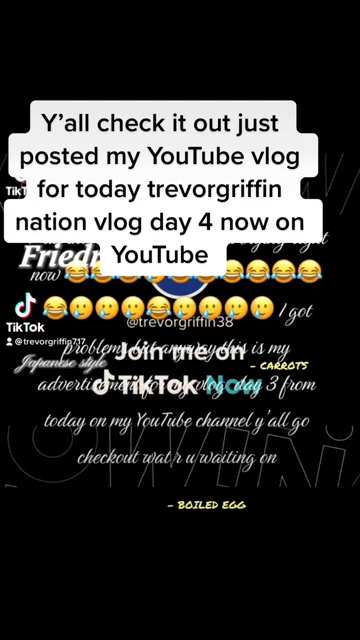 Y'all check it out just
posted my YouTube vlog
for today trevorgriffin
nation vlog day 4 now on
YouTube
Tik
now 😂😂😂😂😂😂😂😂😂😂
😂🥲🥲🥲😂🥲🥲🥲🥲 I got
TikTok
@trevorgriffin717
@trevorgriffin38
Join me on
TikTok Now
Japanese style
problems but anyway this is my
– CARROTS
advertisement for my vlog day 3 from
today on my YouTube channel y'all go
checkout wat r u waiting on
– BOILED EGG